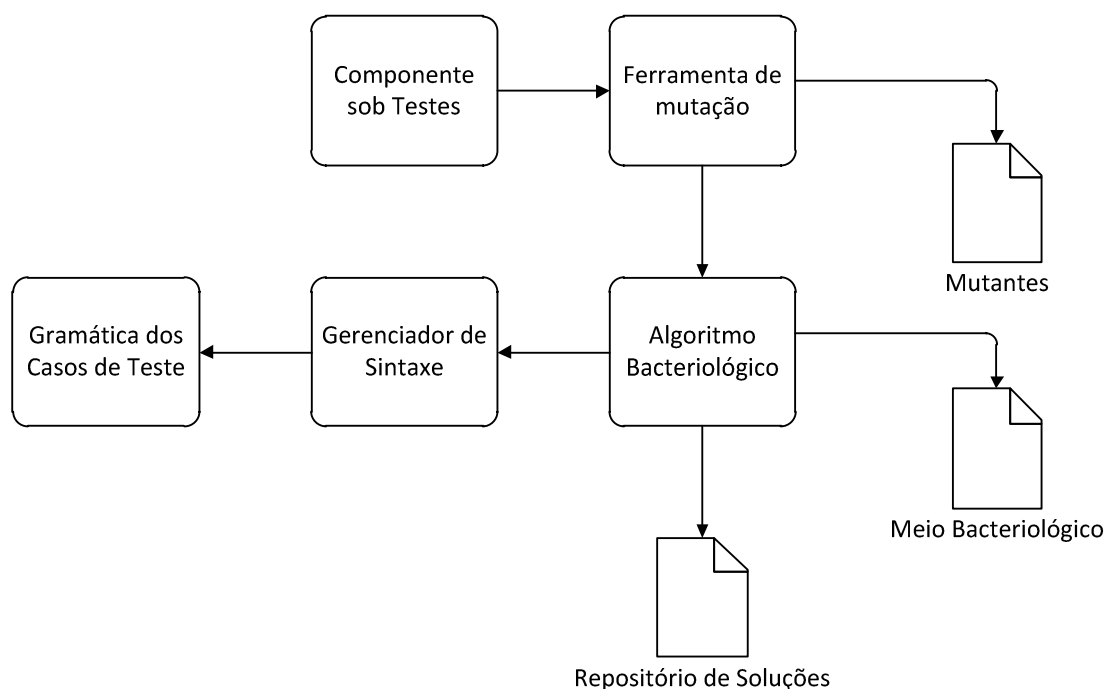 Componente
sob Testes
Ferramenta de
mutação
Mutantes
Gramática dos
Casos de Teste
Gerenciador de
Sintaxe
Algoritmo
Bacteriológico
Meio Bacteriológico
Repositório de Soluções